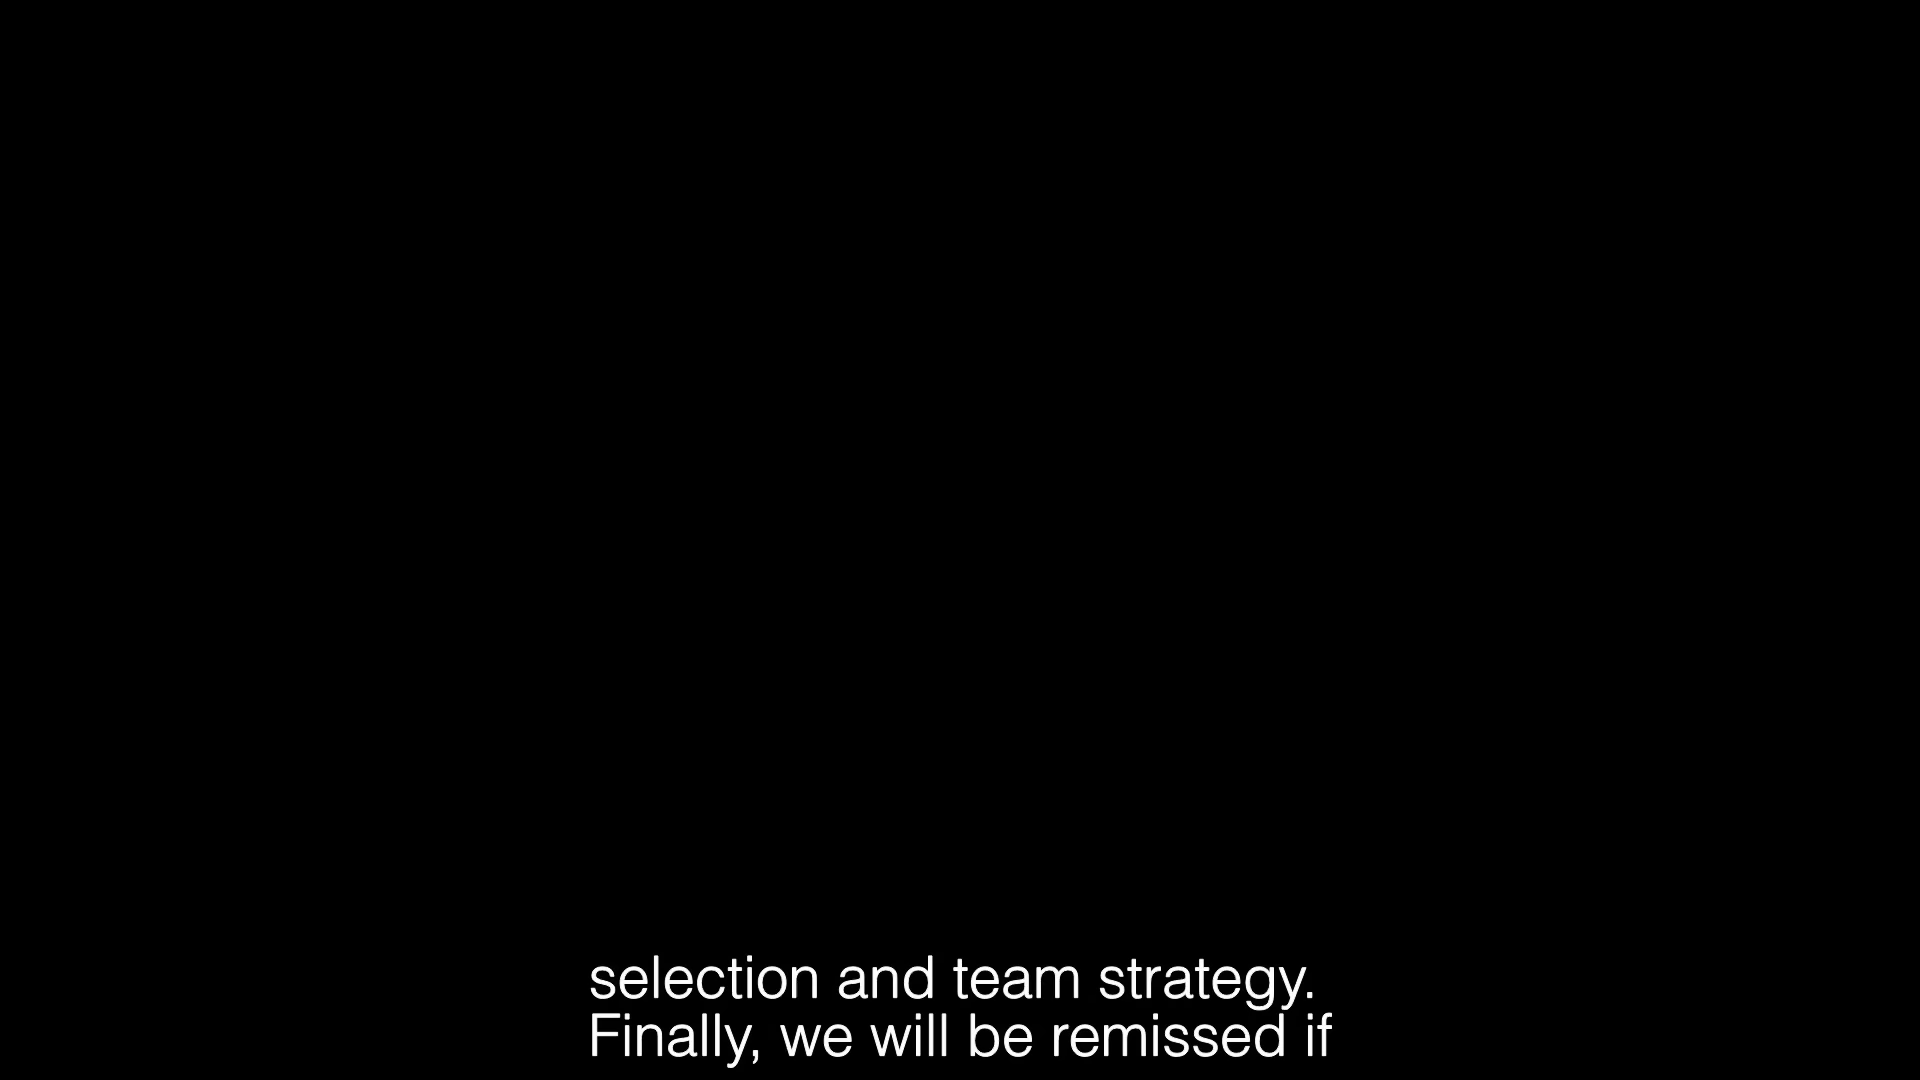 selection and team strategy.
Finally, we will be remissed if